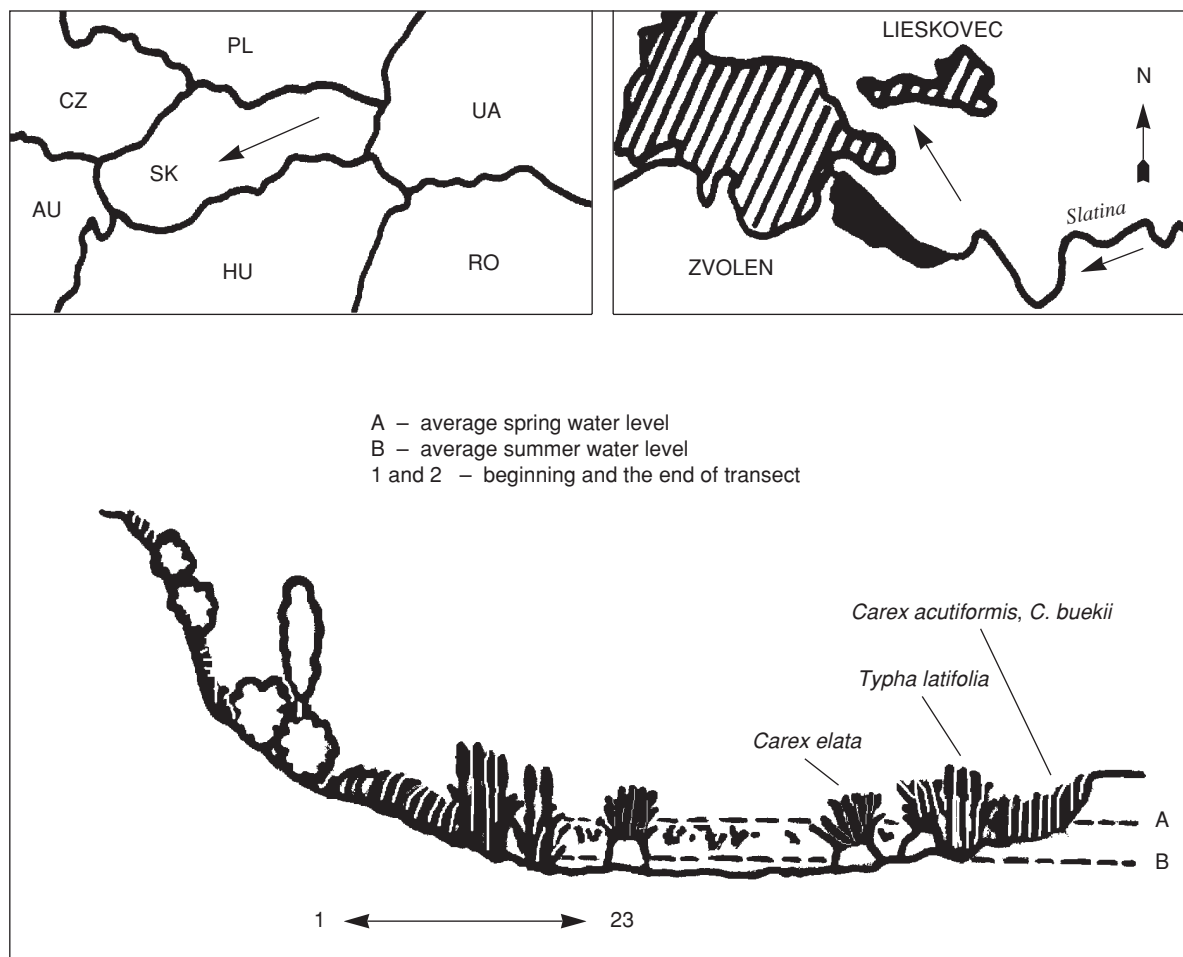 PL
CZ
UA
SK
AU
HU
RO
LIESKOVEC
N
Slatina
ZVOLEN
A – average spring water level
B – average summer water level
1 and 2 – beginning and the end of transect
Carex acutiformis, C. buekii
Typha latifolia
Carex elata
A
B
1 23